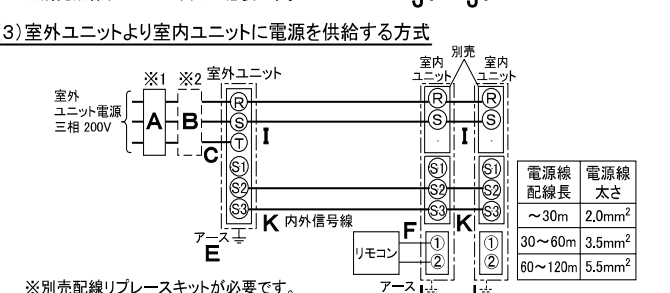 (3)室外ユニットより室内ユニットに電源を供給する方式
※1 ※2 室外ユニット
別売
室内ユニット 室内ユニット
室外
ユニット電源
三相 200V
A B C
R S T S1 S2 S3
I
R S S1 S2 S3
I
R S S1 S2 S3
K 内外信号線
K
アース
E
F
リモコン
① ②
① ②
アース
電源線配線長 電源線太さ
～30m 2.0mm²
30～60m 3.5mm²
60～120m 5.5mm²
※別売配線リプレースキットが必要です。